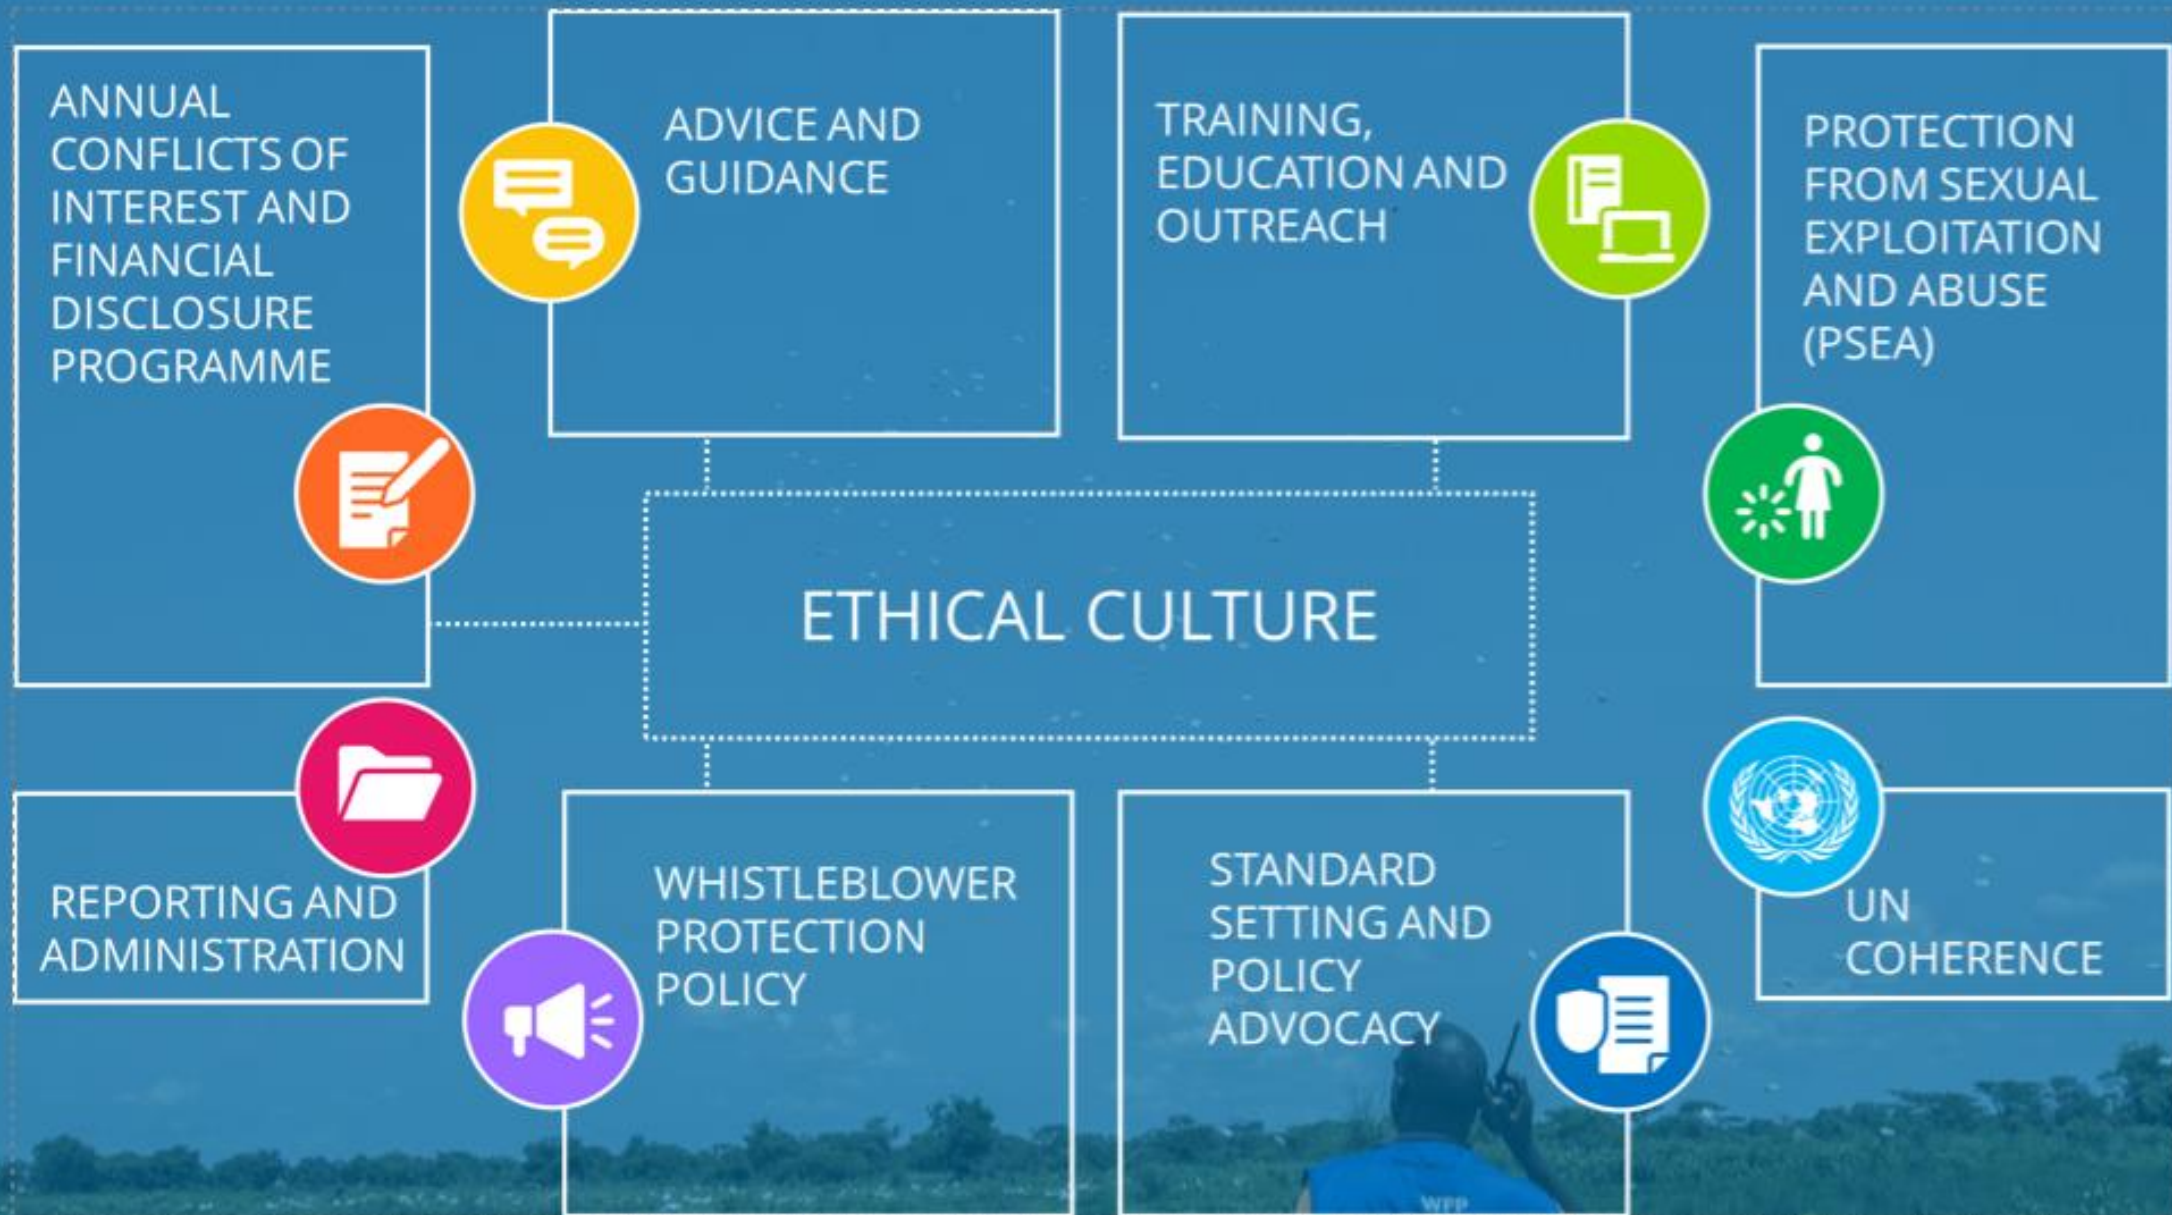 ANNUAL
CONFLICTS OF
INTEREST AND
FINANCIAL
DISCLOSURE
PROGRAMME
ADVICE AND
GUIDANCE
TRAINING,
EDUCATION AND
OUTREACH
PROTECTION
FROM SEXUAL
EXPLOITATION
AND ABUSE
(PSEA)
ETHICAL CULTURE
REPORTING AND
ADMINISTRATION
WHISTLEBLOWER
PROTECTION
POLICY
STANDARD
SETTING AND
POLICY
ADVOCACY
UN
COHERENCE
WFP